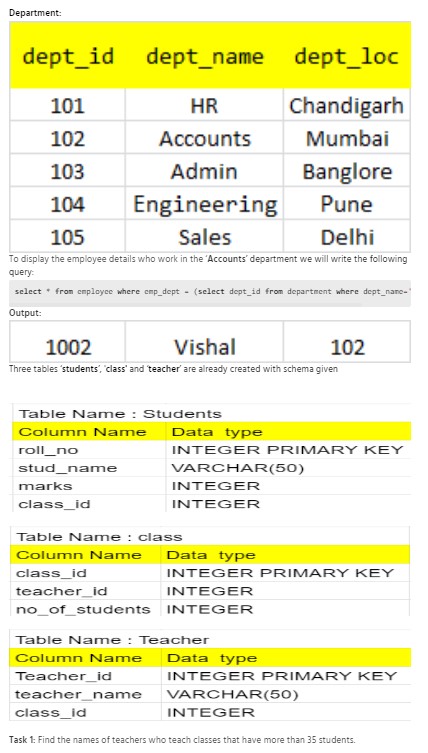 Department:
dept_id dept_name dept_loc
101 HR Chandigarh
102 Accounts Mumbai
103 Admin Banglore
104 Engineering Pune
105 Sales Delhi
To display the employee details who work in the 'Accounts' department we will write the following
query:
select * from employee where emp_dept = (select dept_id from department where dept_name='
Output:
1002 Vishal 102
Three tables 'students', 'class' and 'teacher' are already created with schema given
Table Name : Students
Column Name Data type
roll_no INTEGER PRIMARY KEY
stud_name VARCHAR(50)
marks INTEGER
class_id INTEGER
Table Name : class
Column Name Data type
class_id INTEGER PRIMARY KEY
teacher_id INTEGER
no_of_students INTEGER
Table Name : Teacher
Column Name Data type
Teacher_id INTEGER PRIMARY KEY
teacher_name VARCHAR(50)
class_id INTEGER
Task 1: Find the names of teachers who teach classes that have more than 35 students.